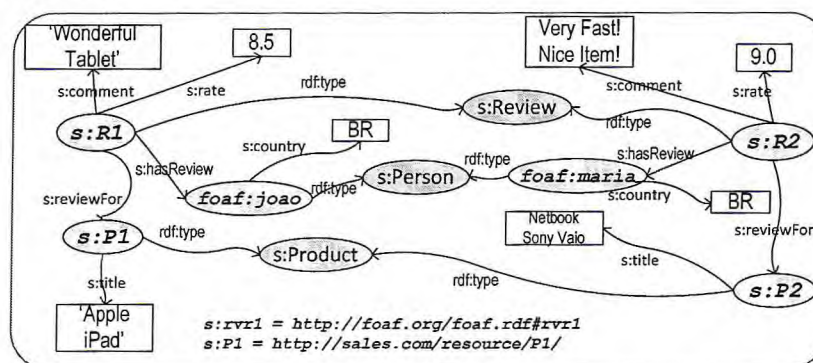 'Wonderful
Tablet'
8.5
Very Fast!
Nice Item!
9.0
s:comment
s:rate
rdf:type
s:comment
s:rate
s:Review
s:R1
s:country
BR
rdf:type
s:R2
s:hasReview
s:hasReview
rdf:type
s:reviewFor
foaf:joao
rdf:type
s:Person
foaf:maria
s:country
BR
s:P1
rdf:type
Netbook
Sony Vaio
s:reviewFor
s:Product
s:title
s:title
rdf:type
s:P2
'Apple
iPad'
s:rvr1 = http://foaf.org/foaf.rdf#rvr1
s:P1 = http://sales.com/resource/P1/